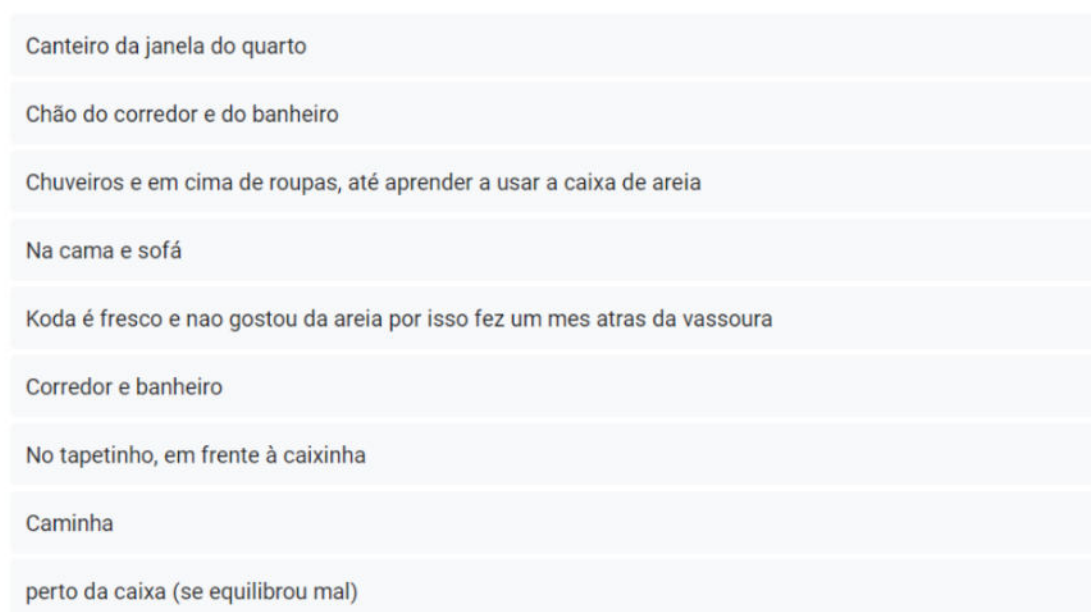 Canteiro da janela do quarto
Chão do corredor e do banheiro
Chuveiros e em cima de roupas, até aprender a usar a caixa de areia
Na cama e sofá
Koda é fresco e nao gostou da areia por isso fez um mes atras da vassoura
Corredor e banheiro
No tapetinho, em frente à caixinha
Caminha
perto da caixa (se equilibrou mal)